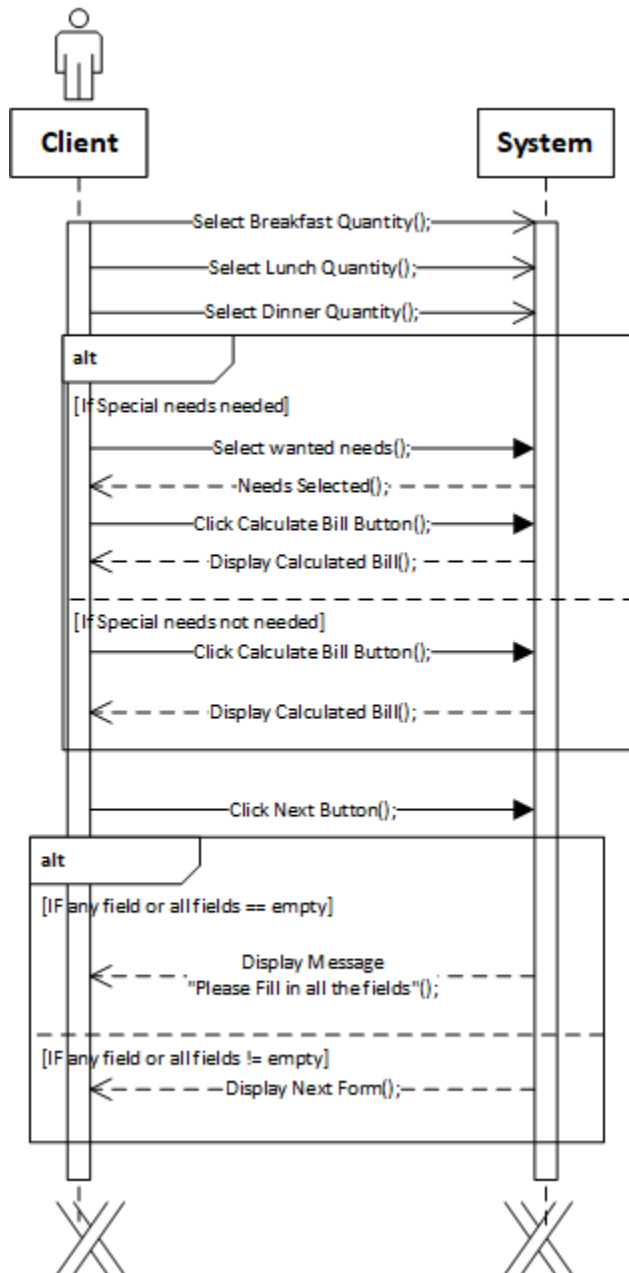 Client
System
Select Breakfast Quantity();
Select Lunch Quantity();
Select Dinner Quantity();
alt
[If Special needs needed]
Select wanted needs();
Needs Selected();
Click Calculate Bill Button();
Display Calculated Bill();
[If Special needs not needed]
Click Calculate Bill Button();
Display Calculated Bill();
Click Next Button();
alt
[IF any field or all fields == empty]
Display Message
"Please Fill in all the fields"();
[IF any field or all fields != empty]
Display Next Form();